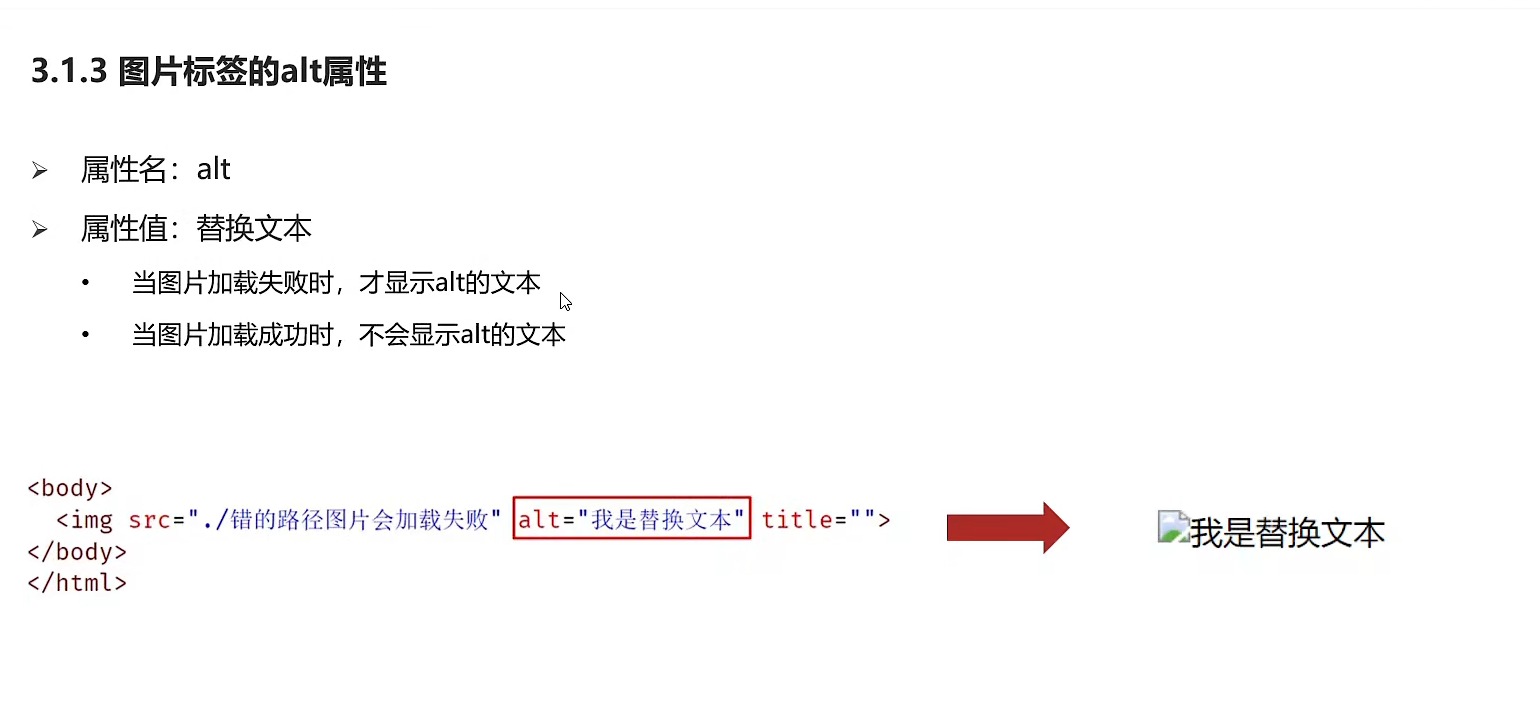 3.1.3 图片标签的alt属性
属性名：alt
属性值：替换文本
当图片加载失败时，才显示alt的文本
当图片加载成功时，不会显示alt的文本
<body>
<img src="./错的路径图片会加载失败" alt="我是替换文本" title="">
</body>
</html>
我是替换文本